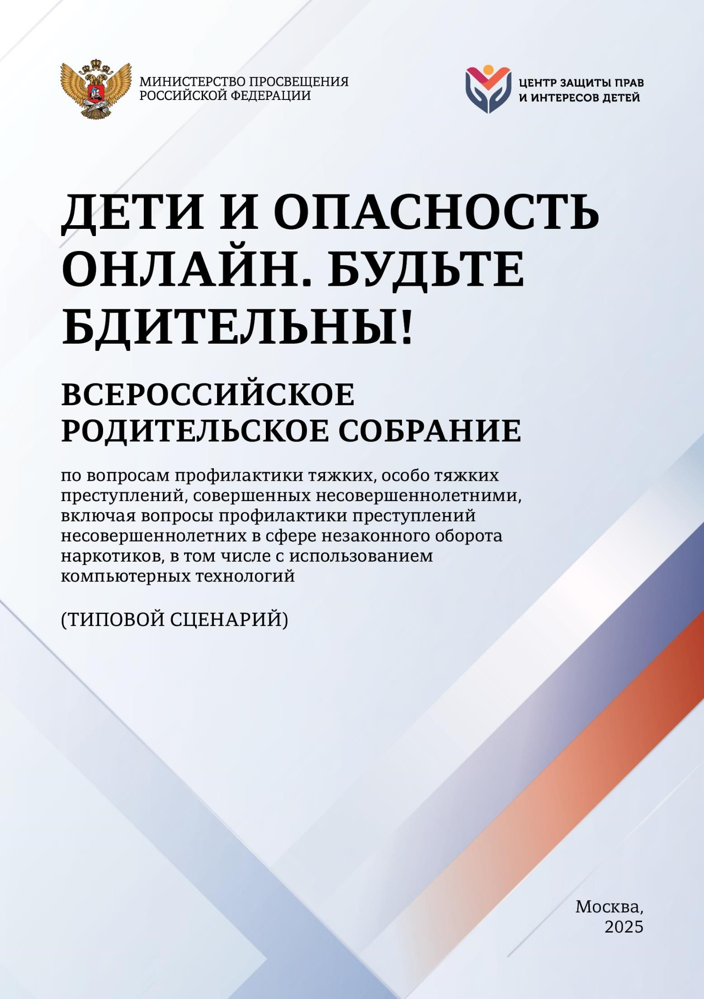 МИНИСТЕРСТВО ПРОСВЕЩЕНИЯ
РОССИЙСКОЙ ФЕДЕРАЦИИ
ЦЕНТР ЗАЩИТЫ ПРАВ
И ИНТЕРЕСОВ ДЕТЕЙ
ДЕТИ И ОПАСНОСТЬ
ОНЛАЙН. БУДЬТЕ
БДИТЕЛЬНЫ!
ВСЕРОССИЙСКОЕ
РОДИТЕЛЬСКОЕ СОБРАНИЕ
по вопросам профилактики тяжких, особо тяжких
преступлений, совершенных несовершеннолетними,
включая вопросы профилактики преступлений
несовершеннолетних в сфере незаконного оборота
наркотиков, в том числе с использованием
компьютерных технологий
(ТИПОВОЙ СЦЕНАРИЙ)
Москва,
2025